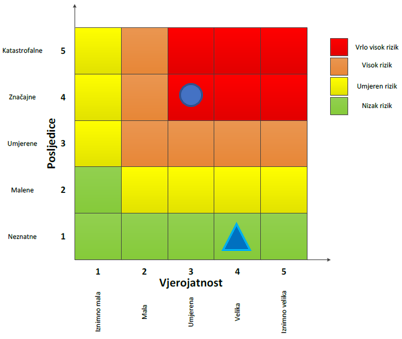 Posljedice
Katastrofalne 5
Značajne 4
Umjerene 3
Malene 2
Neznatne 1
1 2 3 4 5
Vjerojatnost
Iznimno mala
Mala
Umjerena
Velika
Iznimno velika
Vrlo visok rizik
Visok rizik
Umjeren rizik
Nizak rizik